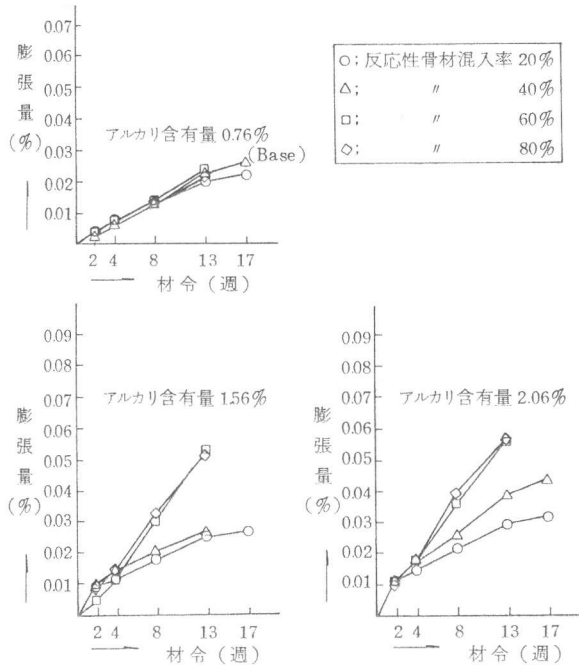 0.07
0.06
0.05
0.04
0.03
0.02
0.01
膨張量(%)
アルカリ含有量 0.76%
(Base)
2 4 8 13 17
材令(週)
○; 反応性骨材混入率 20%
△; 〃 40%
□; 〃 60%
◇; 〃 80%
0.09
0.08
0.07
0.06
0.05
0.04
0.03
0.02
0.01
膨張量(%)
アルカリ含有量 1.56%
2 4 8 13 17
材令(週)
0.09
0.08
0.07
0.06
0.05
0.04
0.03
0.02
0.01
膨張量(%)
アルカリ含有量 2.06%
2 4 8 13 17
材令(週)